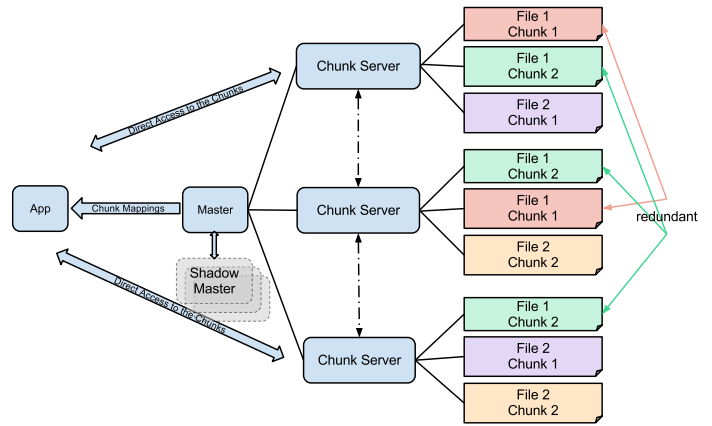 File 1
Chunk 1
Chunk Server
File 1
Chunk 2
Direct Access to the Chunks
File 2
Chunk 1
File 1
Chunk 2
App
Chunk Mappings
Master
Chunk Server
File 1
Chunk 1
redundant
File 2
Chunk 2
Shadow
Master
Direct Access to the Chunks
File 1
Chunk 2
Chunk Server
File 2
Chunk 1
File 2
Chunk 2